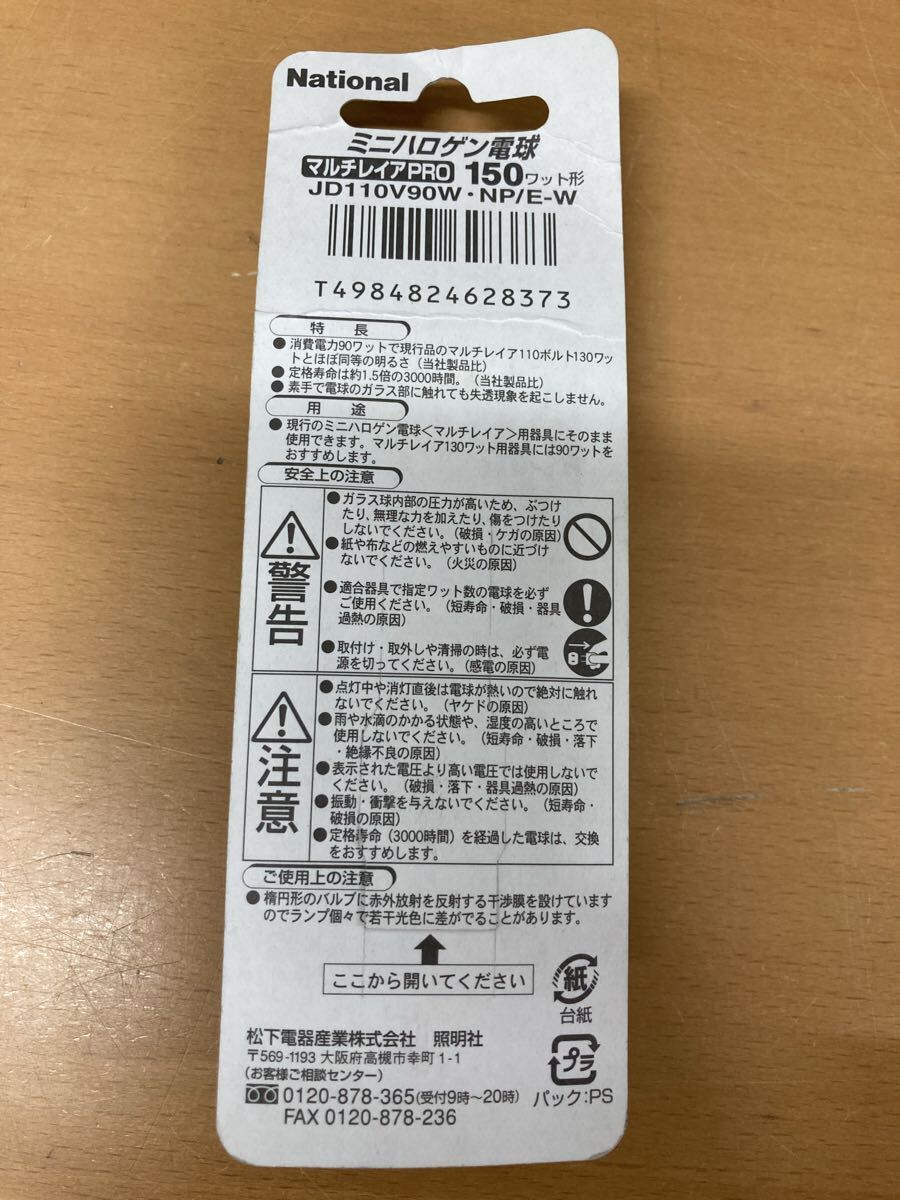 National
ミニハロゲン電球
マルチレイアPRO 150ワット形
JD110V90W・NP/E-W
T4984824628373
特長
●消費電力90ワットで現行品のマルチレイア110ボルト130ワッ
トとほぼ同等の明るさ（当社製品比）
●定格寿命は約1.5倍の3000時間。（当社製品比）
●素手で電球のガラス部に触れても失透現象を起こしません。
用途
●現行のミニハロゲン電球＜マルチレイア＞用器具にそのまま
使用できます。マルチレイア130ワット用器具には90ワットを
おすすめします。
安全上の注意
警告
●ガラス球内部の圧力が高いため、ぶつけ
たり、無理な力を加えたり、傷をつけたり
しないでください。（破損・ケガの原因）
●紙や布などの燃えやすいものに近づけ
ないでください。（火災の原因）
●適合器具で指定ワット数の電球を必ず
ご使用ください。（短寿命・破損・器具
過熱の原因）
●取付け・取外しや清掃の時は、必ず電
源を切ってください。（感電の原因）
注意
●点灯中や消灯直後は電球が熱いので絶対に触れ
ないでください。（ヤケドの原因）
●雨や水滴のかかる状態や、湿度の高いところで
使用しないでください。（短寿命・破損・落下
・絶縁不良の原因）
●表示された電圧より高い電圧では使用しないで
ください。（破損・落下・器具過熱の原因）
●振動・衝撃を与えないでください。（短寿命・
破損の原因）
●定格寿命（3000時間）を経過した電球は、交換
をおすすめします。
ご使用上の注意
●楕円形のバルブに赤外放射を反射する干渉膜を設けています
のでランプ個々で若干光色に差がでることがあります。
ここから開いてください
紙
台紙
松下電器産業株式会社 照明社
〒569-1193 大阪府高槻市幸町1-1
（お客様ご相談センター）
0120-878-365（受付9時～20時）
FAX 0120-878-236
プラ
パック:PS